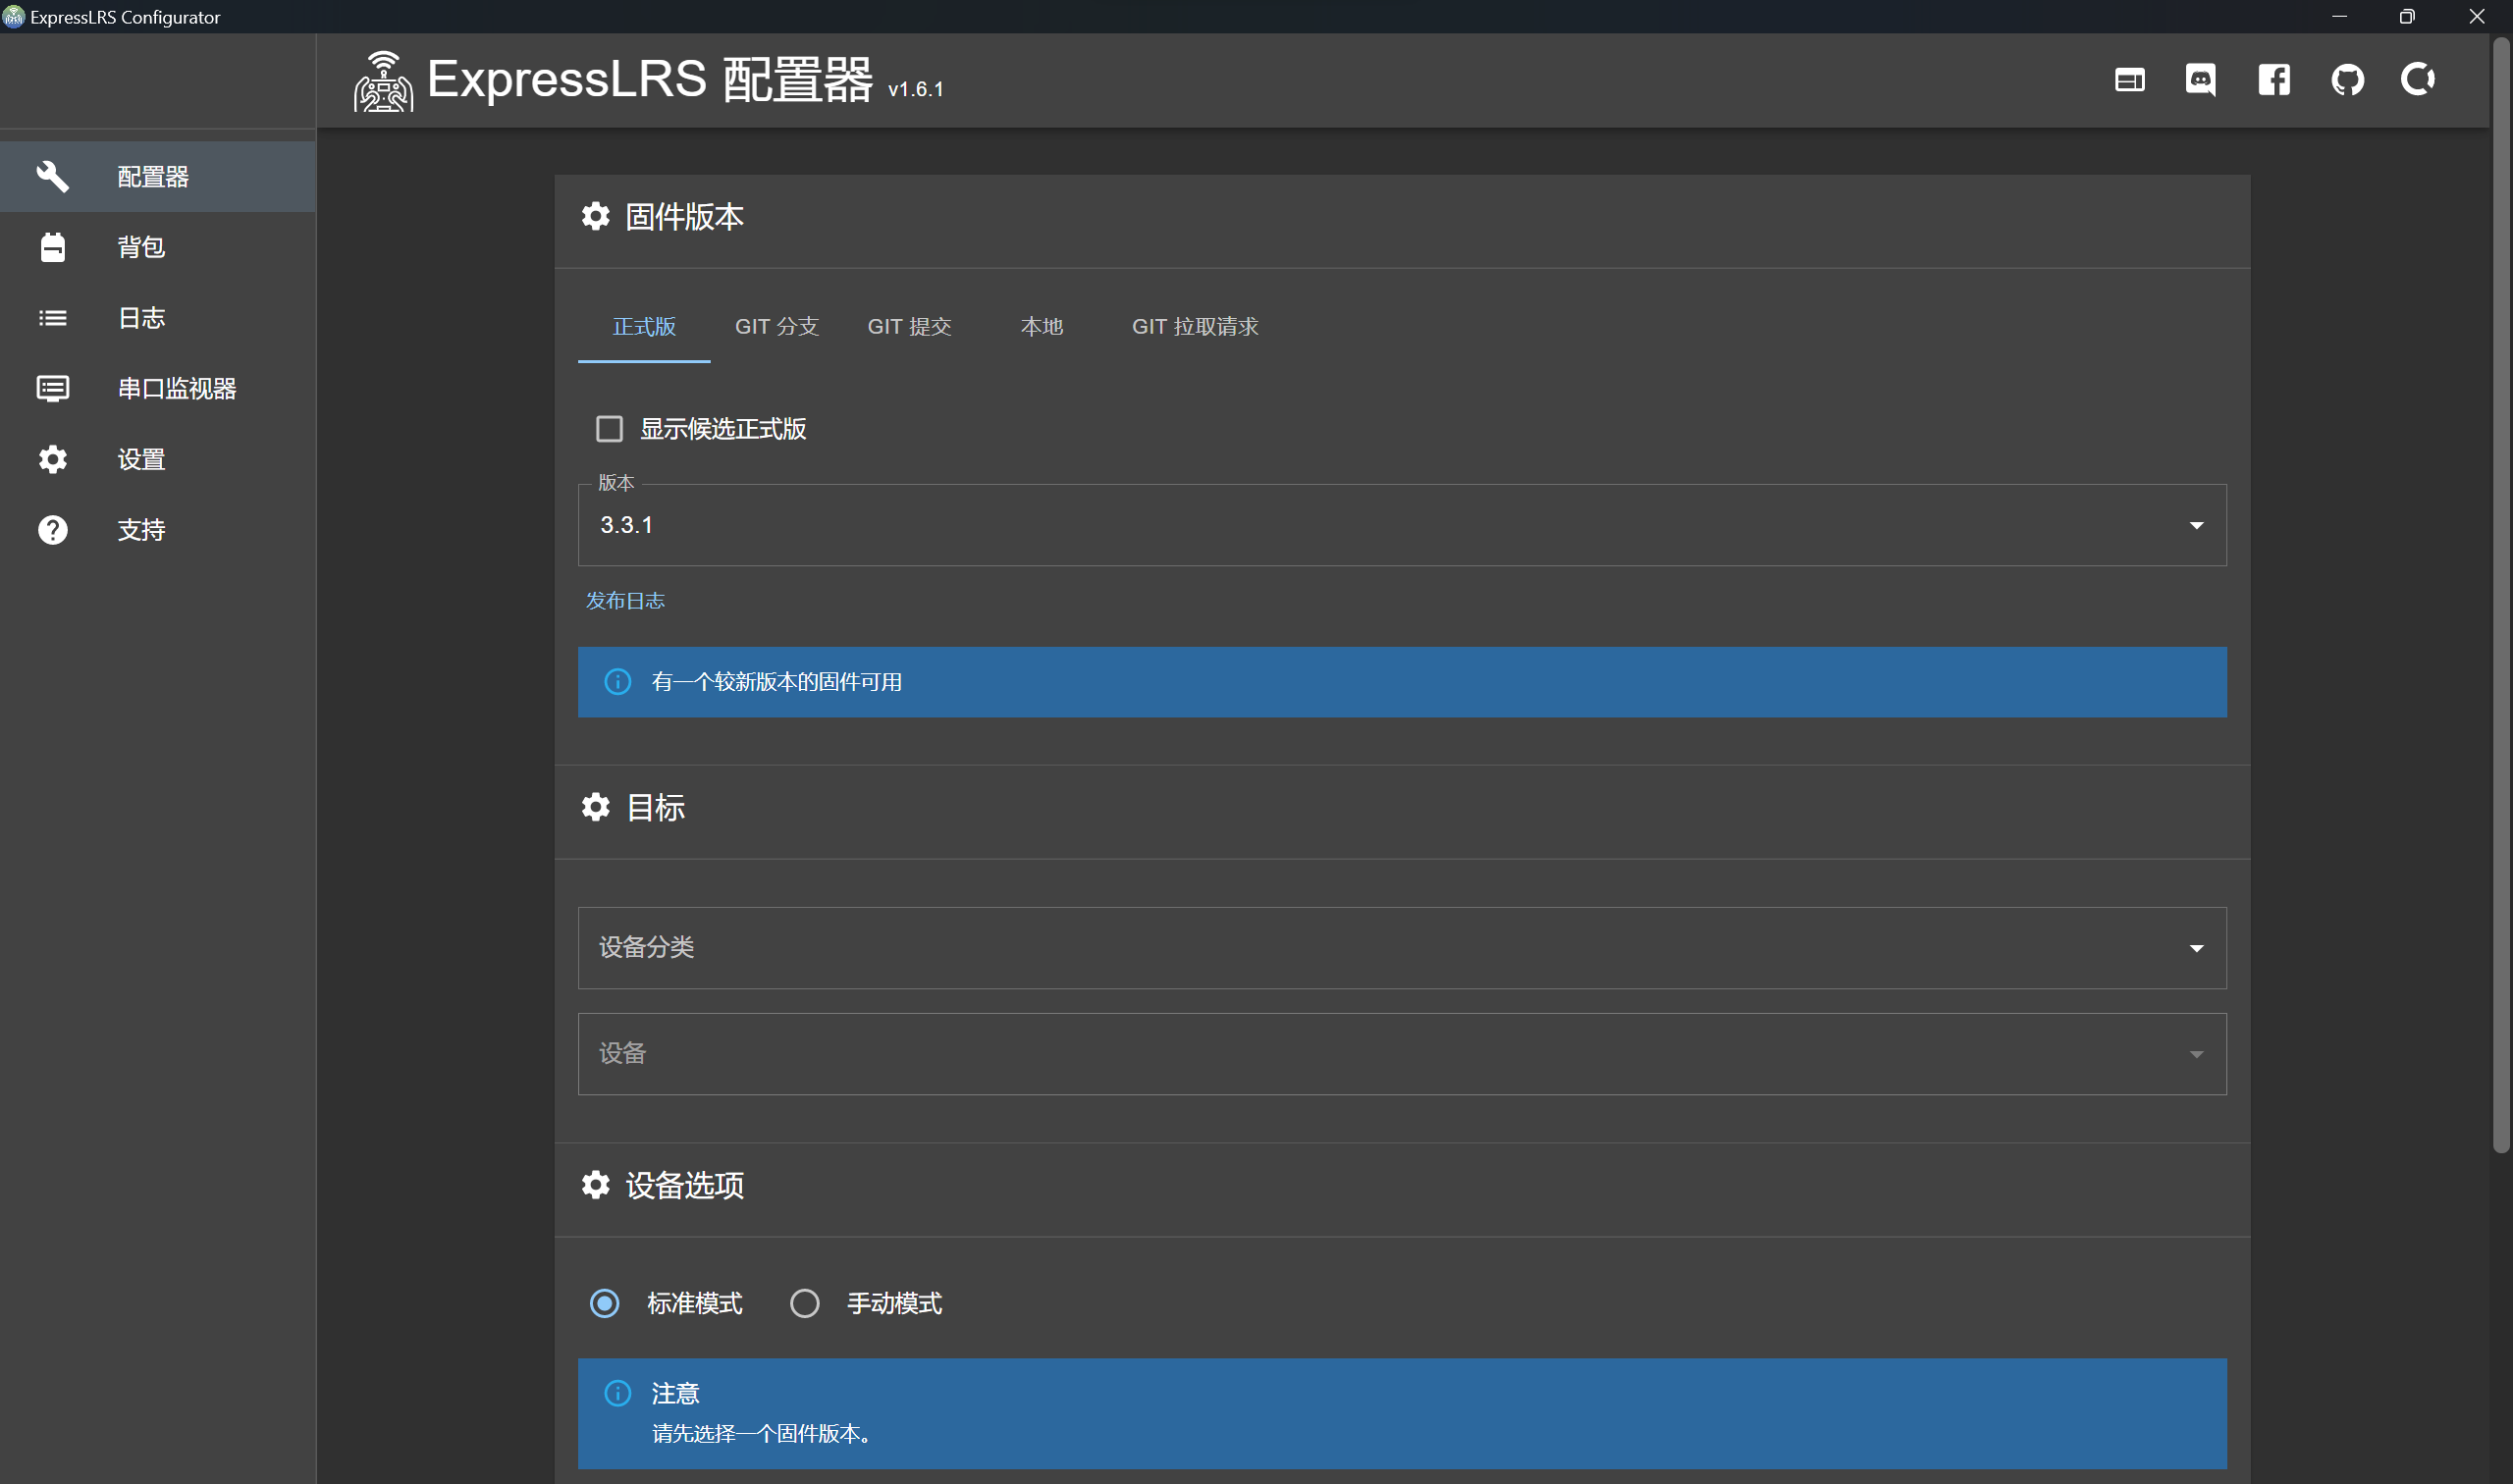 ExpressLRS Configurator
ExpressLRS 配置器 v1.6.1
配置器
背包
日志
串口监视器
设置
支持
固件版本
正式版 GIT 分支 GIT 提交 本地 GIT 拉取请求
显示候选正式版
版本
3.3.1
发布日志
有一个较新版本的固件可用
目标
设备分类
设备
设备选项
标准模式 手动模式
注意
请先选择一个固件版本。